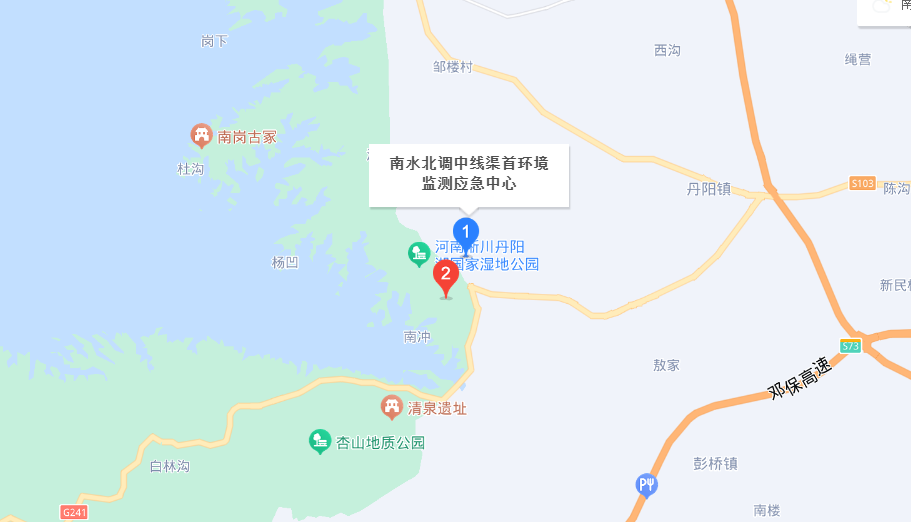 南
岗下
西沟
绳营
邹楼村
南岗古冢
杜沟
南水北调中线渠首环境
监测应急中心
S103
丹阳镇
陈沟
1
河南淅川丹阳
湖国家湿地公园
杨凹
2
新民村
南冲
S73
敖家
邓保高速
清泉遗址
杏山地质公园
白林沟
彭桥镇
G241
南楼